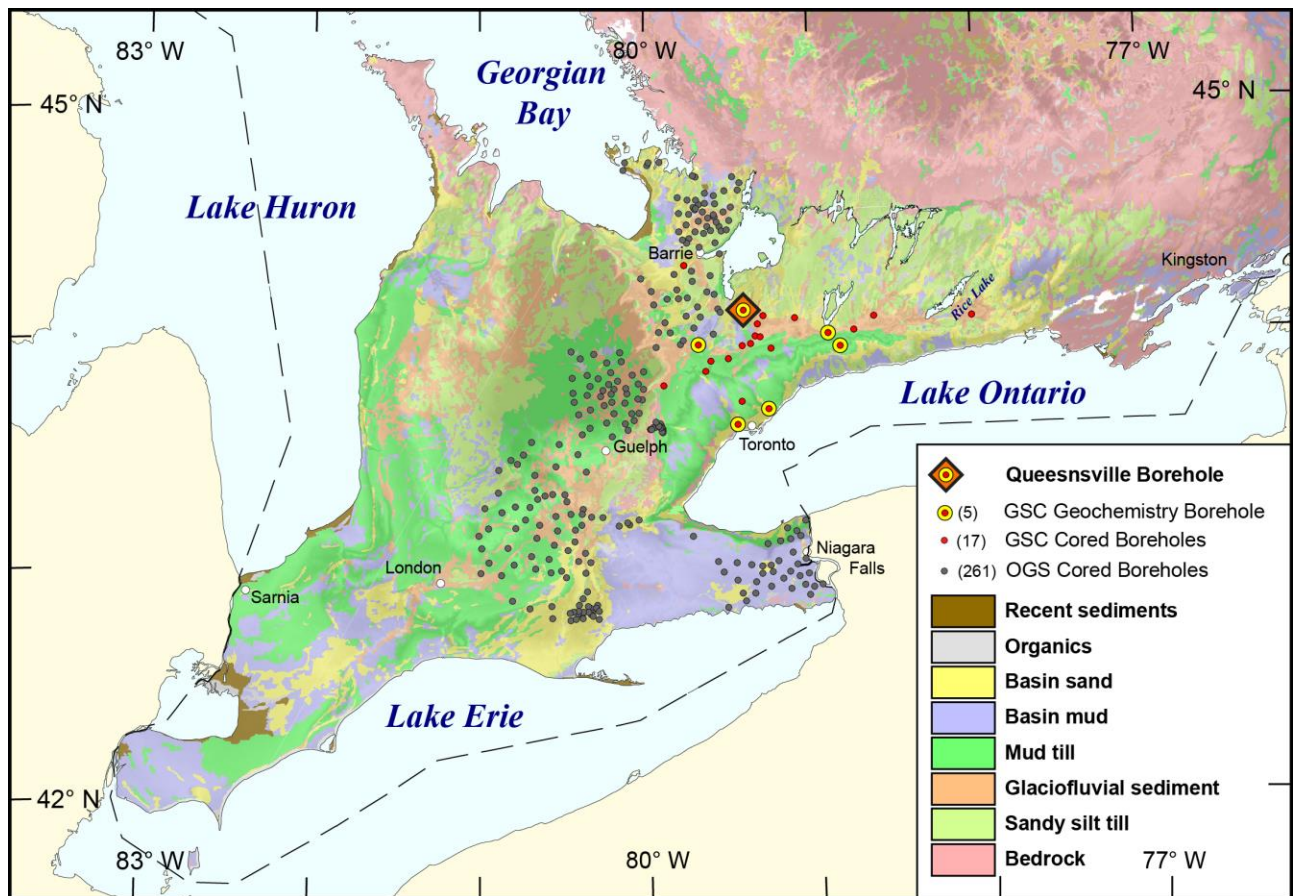 83° W
80° W
77° W
45° N
45° N
Georgian
Bay
Lake Huron
Barrie
Kingston
Rice Lake
Lake Ontario
Toronto
Guelph
London
Sarnia
Niagara
Falls
Lake Erie
42° N
83° W
80° W
77° W
Queesnsville Borehole
(5) GSC Geochemistry Borehole
(17) GSC Cored Boreholes
(261) OGS Cored Boreholes
Recent sediments
Organics
Basin sand
Basin mud
Mud till
Glaciofluvial sediment
Sandy silt till
Bedrock